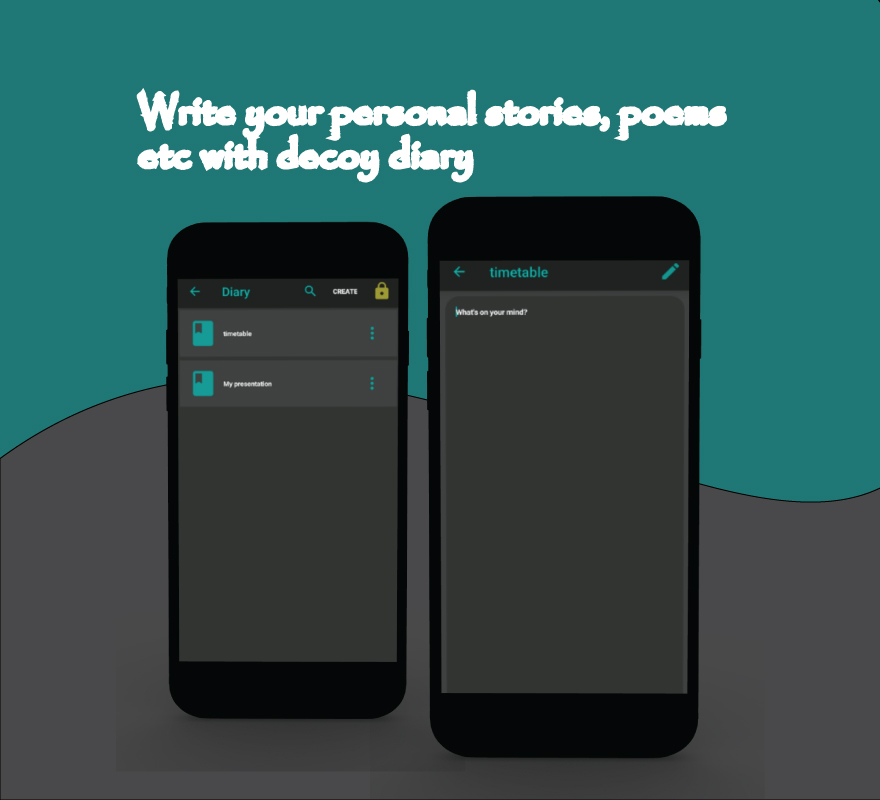 Write your personal stories, poems
etc with decoy diary
Diary CREATE
timetable
My presentation
timetable
What's on your mind?